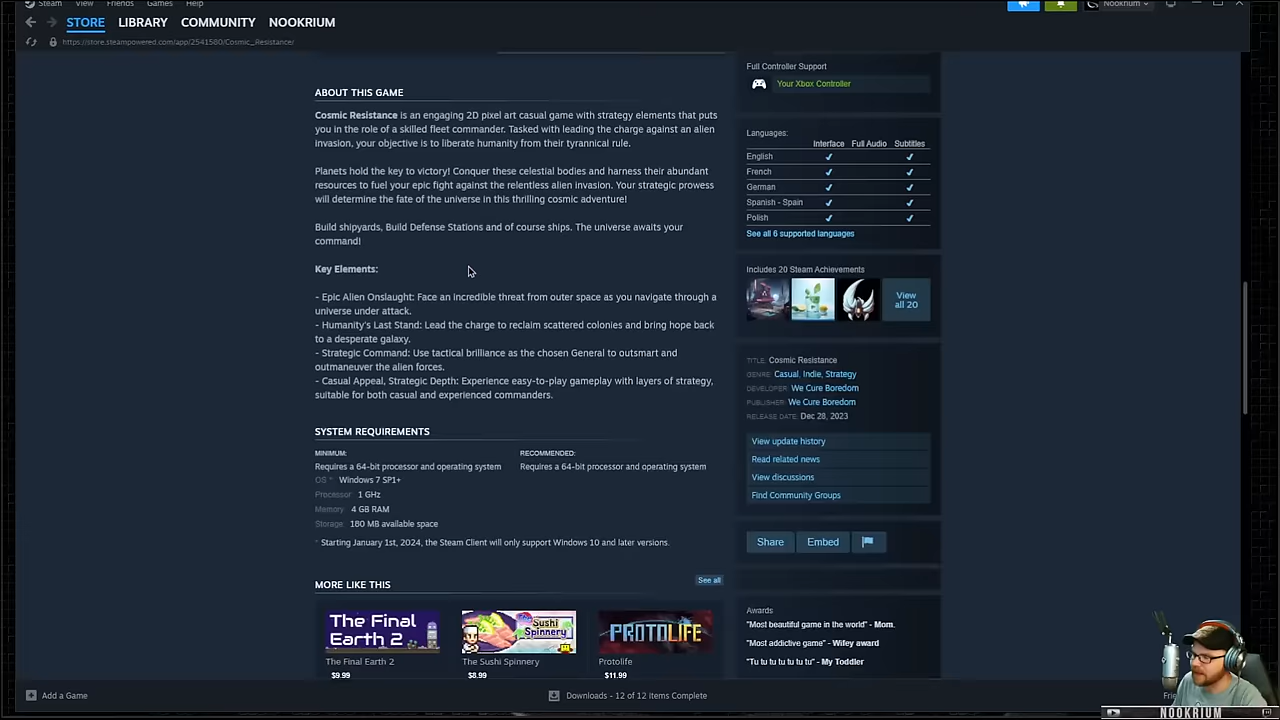 Steam View Friends Games Help
Nookrium
STORE LIBRARY COMMUNITY NOOKRIUM
https://store.steampowered.com/app/2541580/Cosmic_Resistance/
ABOUT THIS GAME
Cosmic Resistance is an engaging 2D pixel art casual game with strategy elements that puts
you in the role of a skilled fleet commander. Tasked with leading the charge against an alien
invasion, your objective is to liberate humanity from their tyrannical rule.
Planets hold the key to victory! Conquer these celestial bodies and harness their abundant
resources to fuel your epic fight against the relentless alien invasion. Your strategic prowess
will determine the fate of the universe in this thrilling cosmic adventure!
Build shipyards, Build Defense Stations and of course ships. The universe awaits your
command!
Key Elements:
- Epic Alien Onslaught: Face an incredible threat from outer space as you navigate through a
universe under attack.
- Humanity's Last Stand: Lead the charge to reclaim scattered colonies and bring hope back
to a desperate galaxy.
- Strategic Command: Use tactical brilliance as the chosen General to outsmart and
outmaneuver the alien forces.
- Casual Appeal, Strategic Depth: Experience easy-to-play gameplay with layers of strategy,
suitable for both casual and experienced commanders.
SYSTEM REQUIREMENTS
MINIMUM:
Requires a 64-bit processor and operating system
OS * Windows 7 SP1+
Processor: 1 GHz
Memory: 4 GB RAM
Storage: 180 MB available space
RECOMMENDED:
Requires a 64-bit processor and operating system
* Starting January 1st, 2024, the Steam Client will only support Windows 10 and later versions.
MORE LIKE THIS
See all
The Final
Earth 2
The Final Earth 2
$9.99
The Sushi
Spinnery
The Sushi Spinnery
$8.99
PROTOLIFE
Protolife
$11.99
Full Controller Support
Your Xbox Controller
Languages:
Interface Full Audio Subtitles
English ✔ ✔
French ✔ ✔
German ✔ ✔
Spanish - Spain ✔ ✔
Polish ✔ ✔
See all 6 supported languages
Includes 20 Steam Achievements
View
all 20
TITLE: Cosmic Resistance
GENRE: Casual, Indie, Strategy
DEVELOPER: We Cure Boredom
PUBLISHER: We Cure Boredom
RELEASE DATE: Dec 28, 2023
View update history
Read related news
View discussions
Find Community Groups
Share Embed
Awards
"Most beautiful game in the world" - Mom.
"Most addictive game" - Wifey award
"Tu tu tu tu tu tu tu" - My Toddler
Add a Game
Downloads - 12 of 12 Items Complete
NOOKRIUM